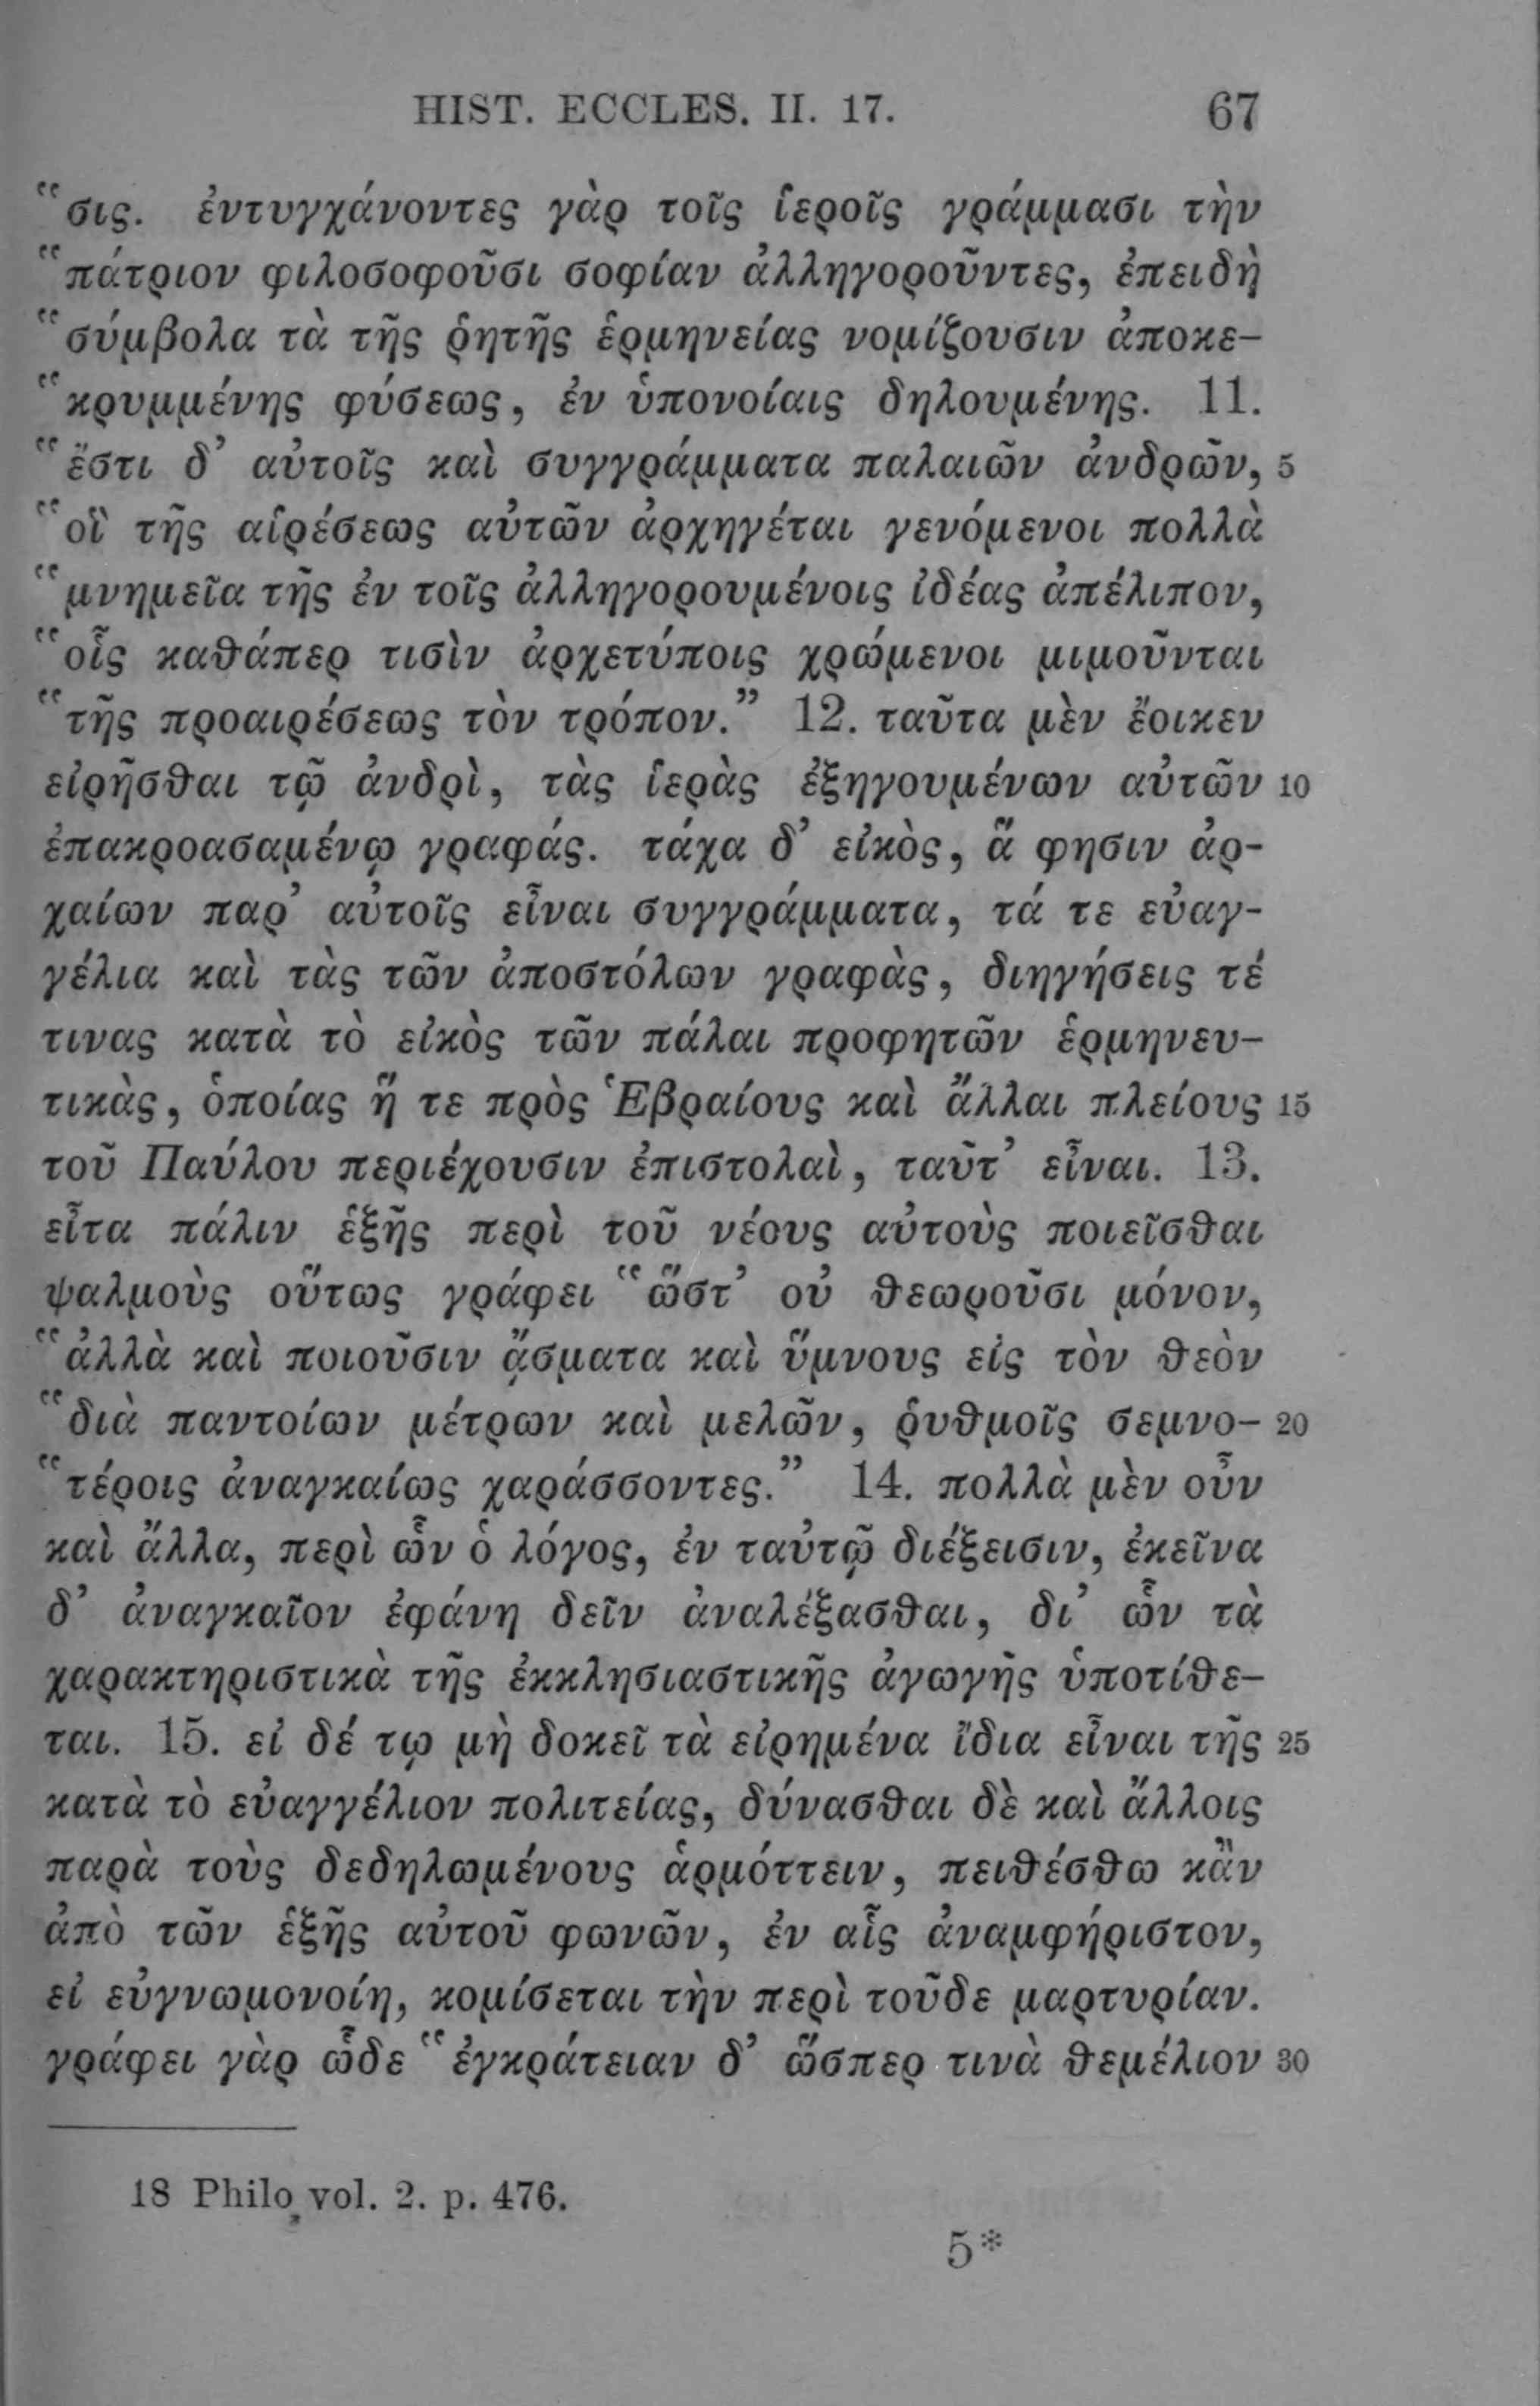 HIST. ECCLES. II. 17. 67
“σις. ἐντυγχάνοντες γὰρ τοῖς ἱεροῖς γράμμασι τὴν
“πάτριον φιλοσοφοῦσι σοφίαν ἀλληγοροῦντες, ἐπειδὴ
“σύμβολα τὰ τῆς ῥητῆς ἑρμηνείας νομίζουσιν ἀποκε-
“κρυμμένης φύσεως, ἐν ὑπονοίαις δηλουμένης. 11.
“ἔστι δ’ αὐτοῖς καὶ συγγράμματα παλαιῶν ἀνδρῶν, 5
“οἳ τῆς αἱρέσεως αὐτῶν ἀρχηγέται γενόμενοι πολλὰ
“μνημεῖα τῆς ἐν τοῖς ἀλληγορουμένοις ἰδέας ἀπέλιπον,
“οἷς καθάπερ τισὶν ἀρχετύποις χρώμενοι μιμοῦνται
“τῆς προαιρέσεως τὸν τρόπον.” 12. ταῦτα μὲν ἔοικεν
εἰρῆσθαι τῷ ἀνδρὶ, τὰς ἱερὰς ἐξηγουμένων αὐτῶν 10
ἐπακροασαμένῳ γραφάς. τάχα δ’ εἰκὸς, ἅ φησιν ἀρ-
χαίων παρ’ αὐτοῖς εἶναι συγγράμματα, τά τε εὐαγ-
γέλια καὶ τὰς τῶν ἀποστόλων γραφὰς, διηγήσεις τέ
τινας κατὰ τὸ εἰκὸς τῶν πάλαι προφητῶν ἑρμηνευ-
τικὰς, ὁποίας ἥ τε πρὸς Ἑβραίους καὶ ἄλλαι πλείους 15
τοῦ Παύλου περιέχουσιν ἐπιστολαὶ, ταῦτ’ εἶναι. 13.
εἶτα πάλιν ἑξῆς περὶ τοῦ νέους αὐτοὺς ποιεῖσθαι
ψαλμοὺς οὕτως γράφει “ὥστ’ οὐ θεωροῦσι μόνον,
“ἀλλὰ καὶ ποιοῦσιν ᾄσματα καὶ ὕμνους εἰς τὸν θεὸν
“διὰ παντοίων μέτρων καὶ μελῶν, ῥυθμοῖς σεμνο- 20
“τέροις ἀναγκαίως χαράσσοντες.” 14. πολλὰ μὲν οὖν
καὶ ἄλλα, περὶ ὧν ὁ λόγος, ἐν ταὐτῷ διέξεισιν, ἐκεῖνα
δ’ ἀναγκαῖον ἐφάνη δεῖν ἀναλέξασθαι, δι’ ὧν τὰ
χαρακτηριστικὰ τῆς ἐκκλησιαστικῆς ἀγωγῆς ὑποτίθε-
ται. 15. εἰ δέ τῳ μὴ δοκεῖ τὰ εἰρημένα ἴδια εἶναι τῆς 25
κατὰ τὸ εὐαγγέλιον πολιτείας, δύνασθαι δὲ καὶ ἄλλοις
παρὰ τοὺς δεδηλωμένους ἁρμόττειν, πειθέσθω κἂν
ἀπὸ τῶν ἑξῆς αὐτοῦ φωνῶν, ἐν αἷς ἀναμφήριστον,
εἰ εὐγνωμονοίη, κομίσεται τὴν περὶ τοῦδε μαρτυρίαν.
γράφει γὰρ ὧδε “ἐγκράτειαν δ’ ὥσπερ τινὰ θεμέλιον 30
18 Philo vol. 2. p. 476.
5*